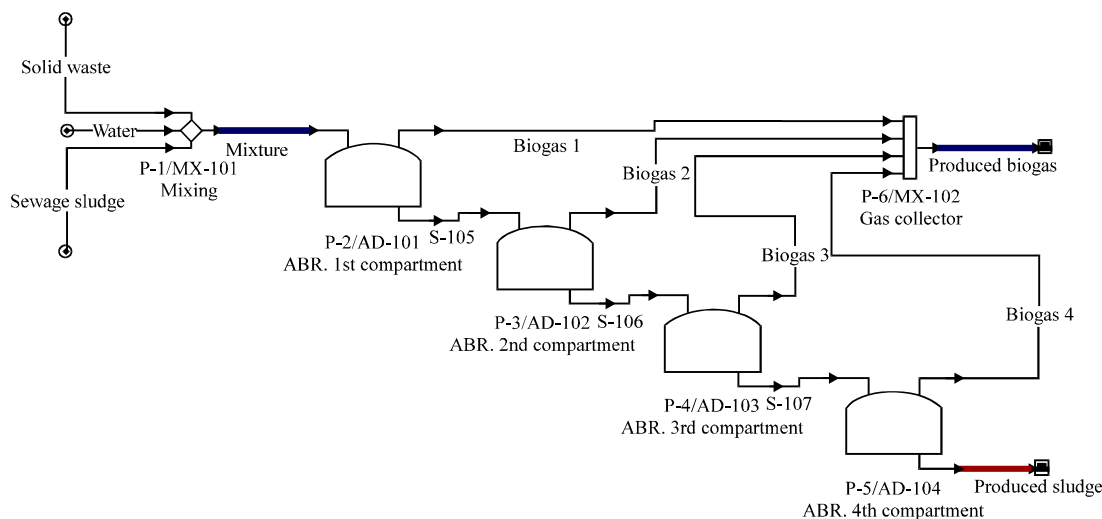 Solid waste
Water
Mixture
P-1/MX-101
Mixing
Sewage sludge
Biogas 1
Biogas 2
Produced biogas
P-6/MX-102
Gas collector
P-2/AD-101
S-105
ABR. 1st compartment
Biogas 3
P-3/AD-102
S-106
ABR. 2nd compartment
Biogas 4
P-4/AD-103
S-107
ABR. 3rd compartment
P-5/AD-104
Produced sludge
ABR. 4th compartment